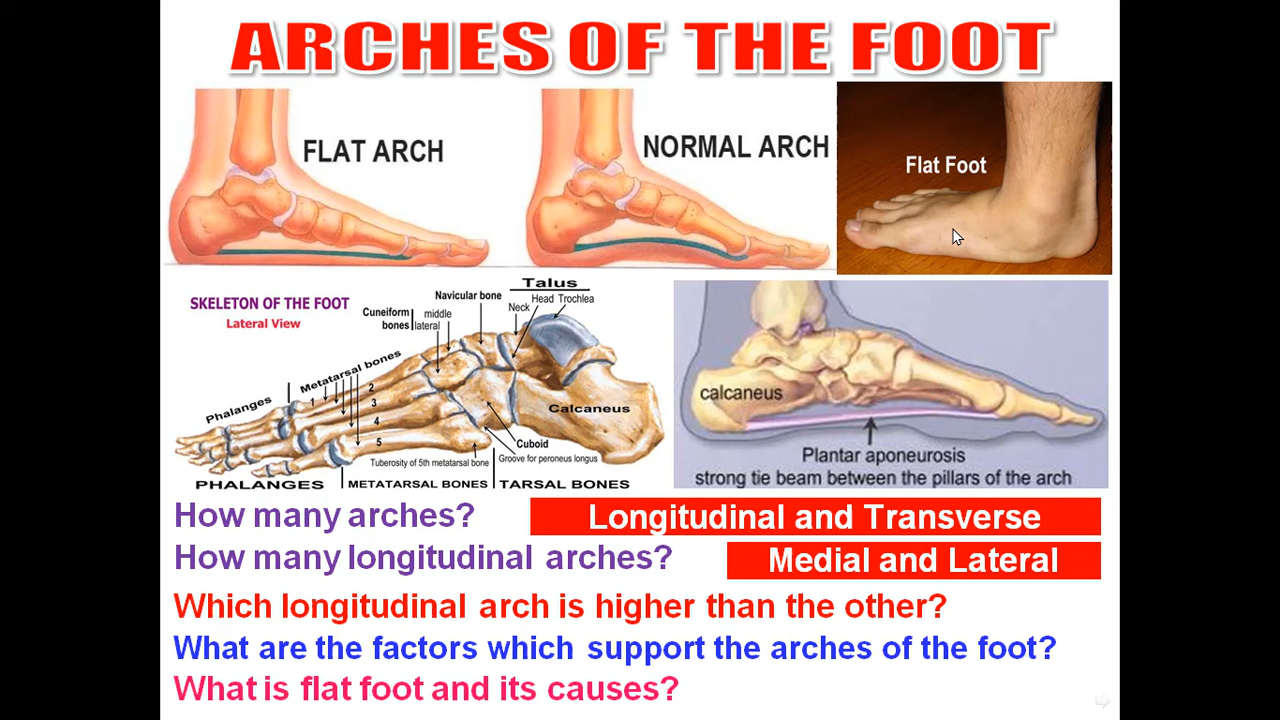 ARCHES OF THE FOOT
FLAT ARCH
NORMAL ARCH
Flat Foot
SKELETON OF THE FOOT
Lateral View
Phalanges
Metatarsal bones
1
2
3
4
5
Cuneiform bones
middle
lateral
Navicular bone
Talus
Neck
Head
Trochlea
Calcaneus
Cuboid
Groove for peroneus longus
Tuberosity of 5th metatarsal bone
PHALANGES
METATARSAL BONES
TARSAL BONES
calcaneus
Plantar aponeurosis
strong tie beam between the pillars of the arch
How many arches?
Longitudinal and Transverse
How many longitudinal arches?
Medial and Lateral
Which longitudinal arch is higher than the other?
What are the factors which support the arches of the foot?
What is flat foot and its causes?